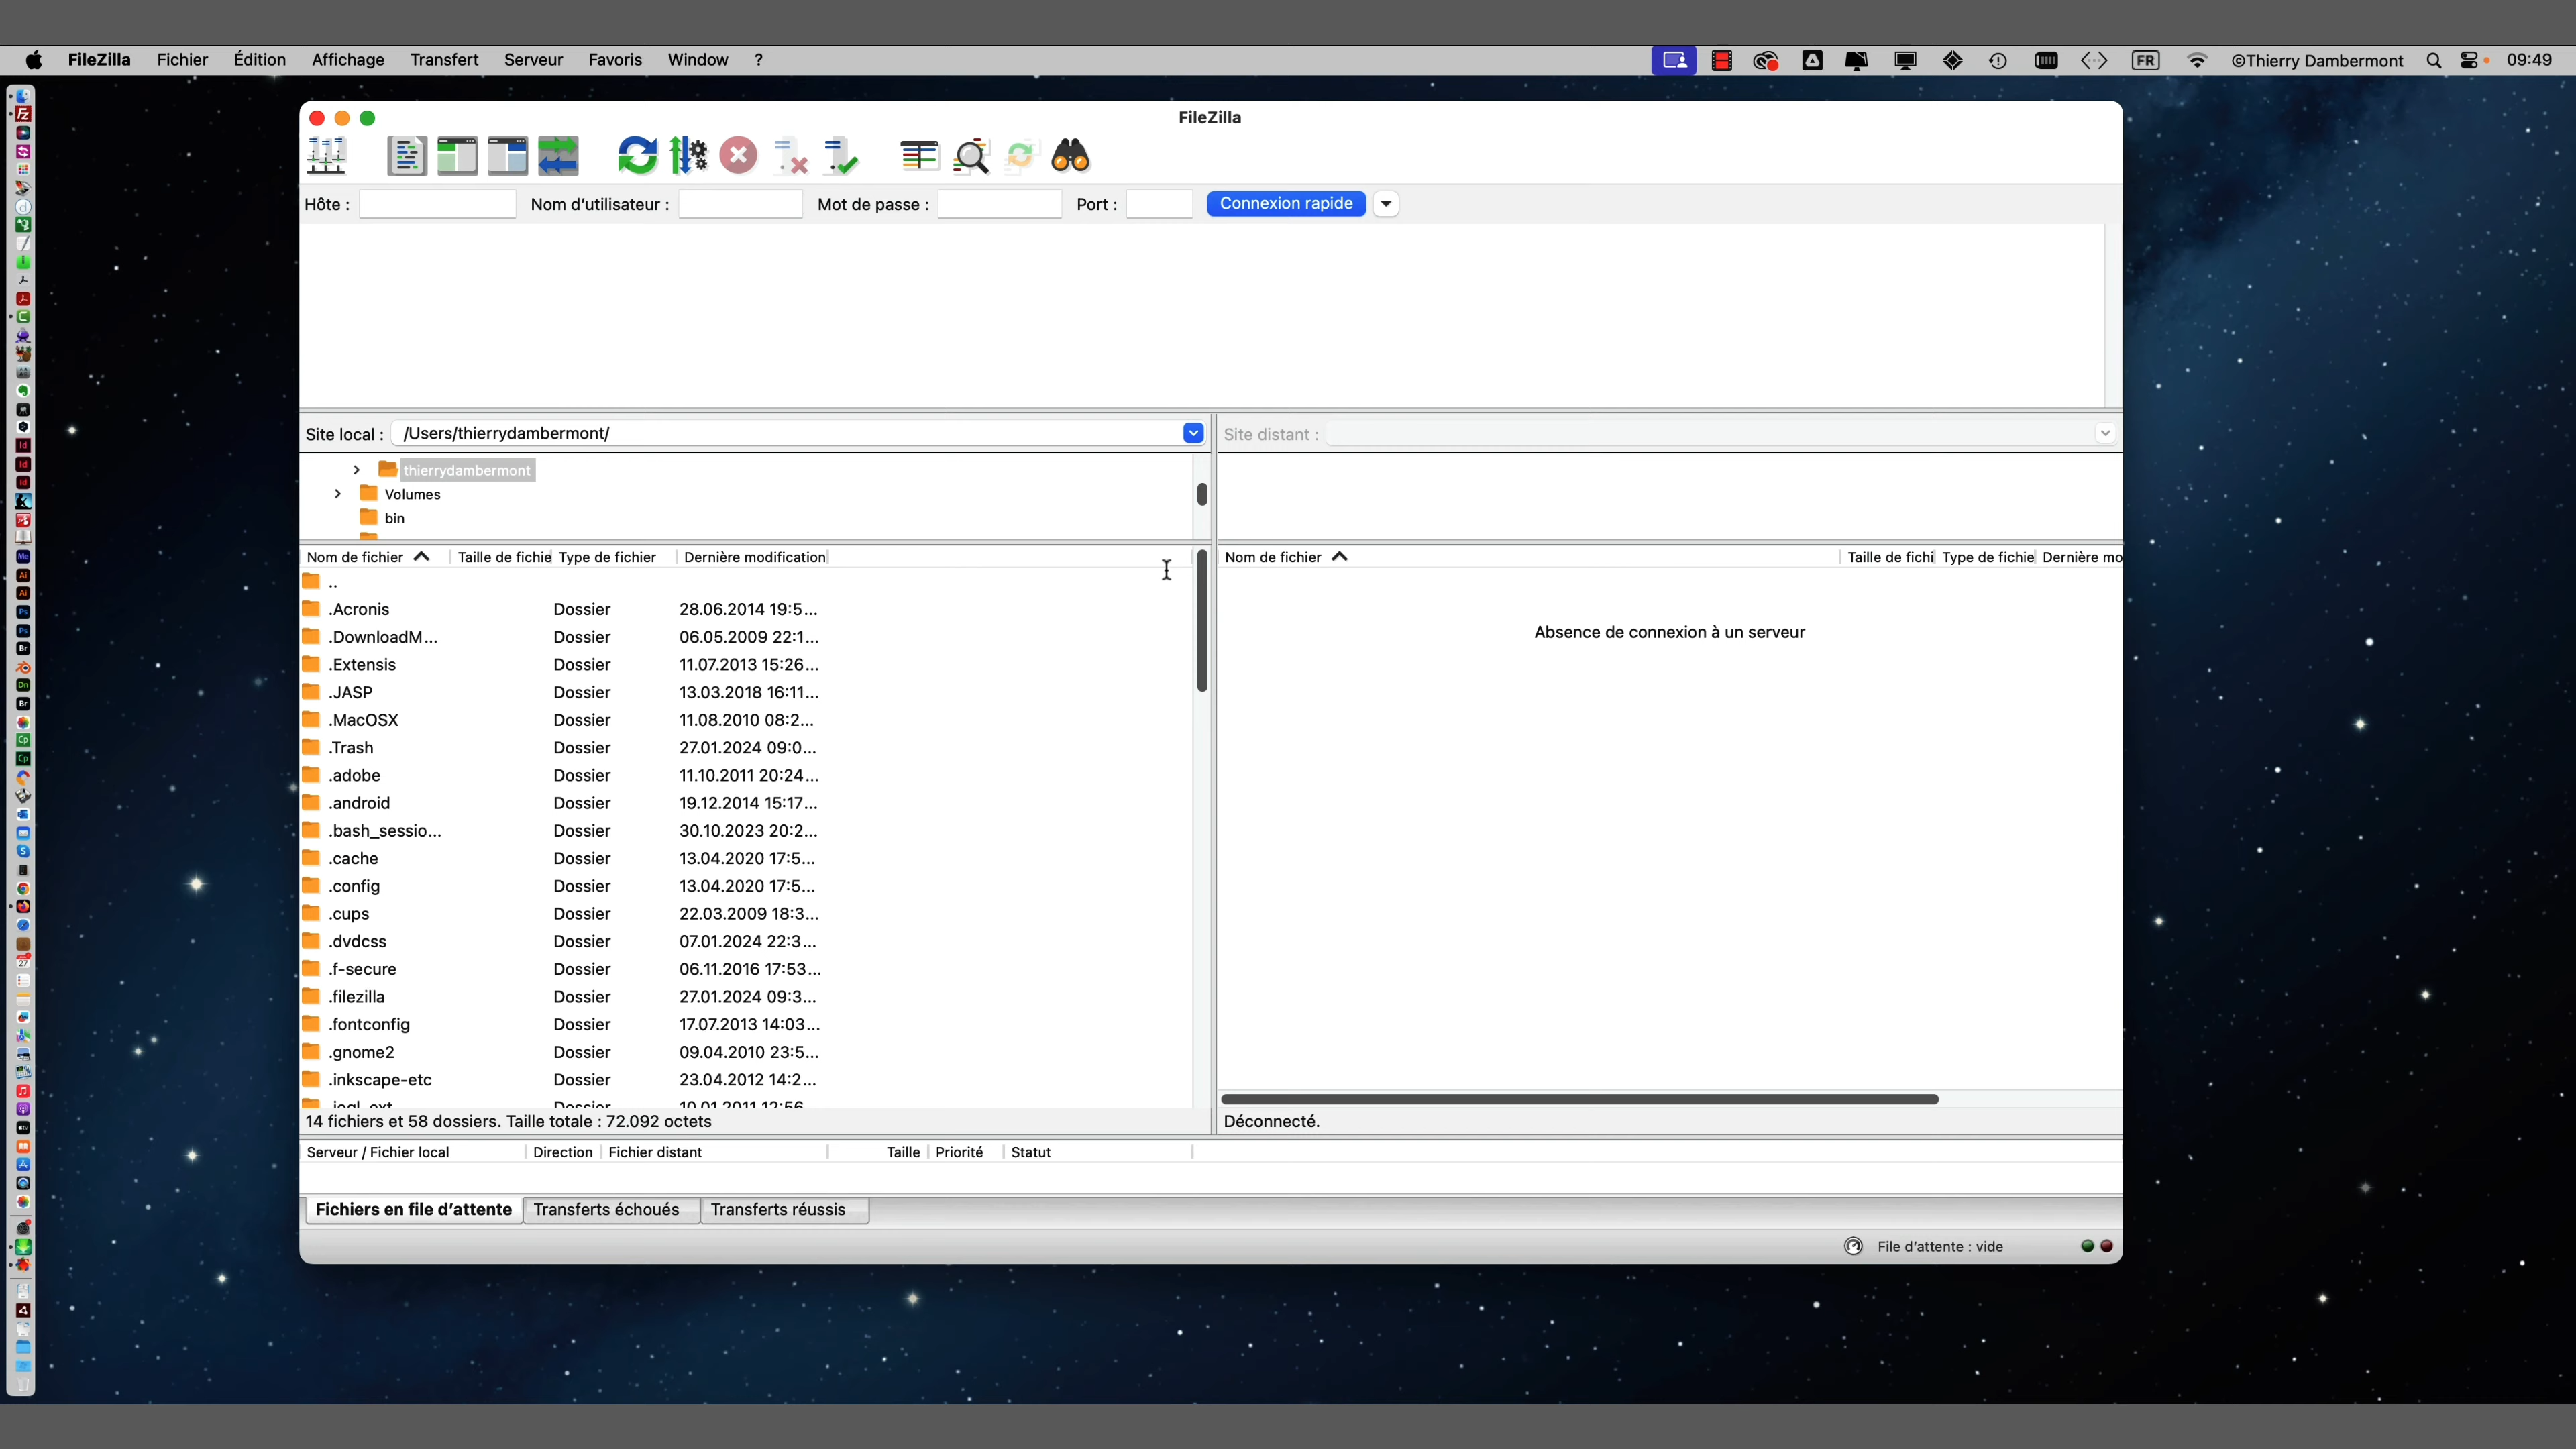 FileZilla Fichier Édition Affichage Transfert Serveur Favoris Window ? FR ©Thierry Dambermont 09:49
FileZilla
Hôte : Nom d'utilisateur : Mot de passe : Port : Connexion rapide
Site local : /Users/thierrydambermont/ Site distant :
thierrydambermont
Volumes
bin
Nom de fichier Taille de fichie Type de fichier Dernière modification Nom de fichier Taille de fichi Type de fichie Dernière mo
..
.Acronis Dossier 28.06.2014 19:5...
.DownloadM... Dossier 06.05.2009 22:1...
Absence de connexion à un serveur
.Extensis Dossier 11.07.2013 15:26...
.JASP Dossier 13.03.2018 16:11...
.MacOSX Dossier 11.08.2010 08:2...
.Trash Dossier 27.01.2024 09:0...
.adobe Dossier 11.10.2011 20:24...
.android Dossier 19.12.2014 15:17...
.bash_sessio... Dossier 30.10.2023 20:2...
.cache Dossier 13.04.2020 17:5...
.config Dossier 13.04.2020 17:5...
.cups Dossier 22.03.2009 18:3...
.dvdcss Dossier 07.01.2024 22:3...
.f-secure Dossier 06.11.2016 17:53...
.filezilla Dossier 27.01.2024 09:3...
.fontconfig Dossier 17.07.2013 14:03...
.gnome2 Dossier 09.04.2010 23:5...
.inkscape-etc Dossier 23.04.2012 14:2...
14 fichiers et 58 dossiers. Taille totale : 72.092 octets Déconnecté.
Serveur / Fichier local Direction Fichier distant Taille Priorité Statut
Fichiers en file d'attente Transferts échoués Transferts réussis
File d'attente : vide